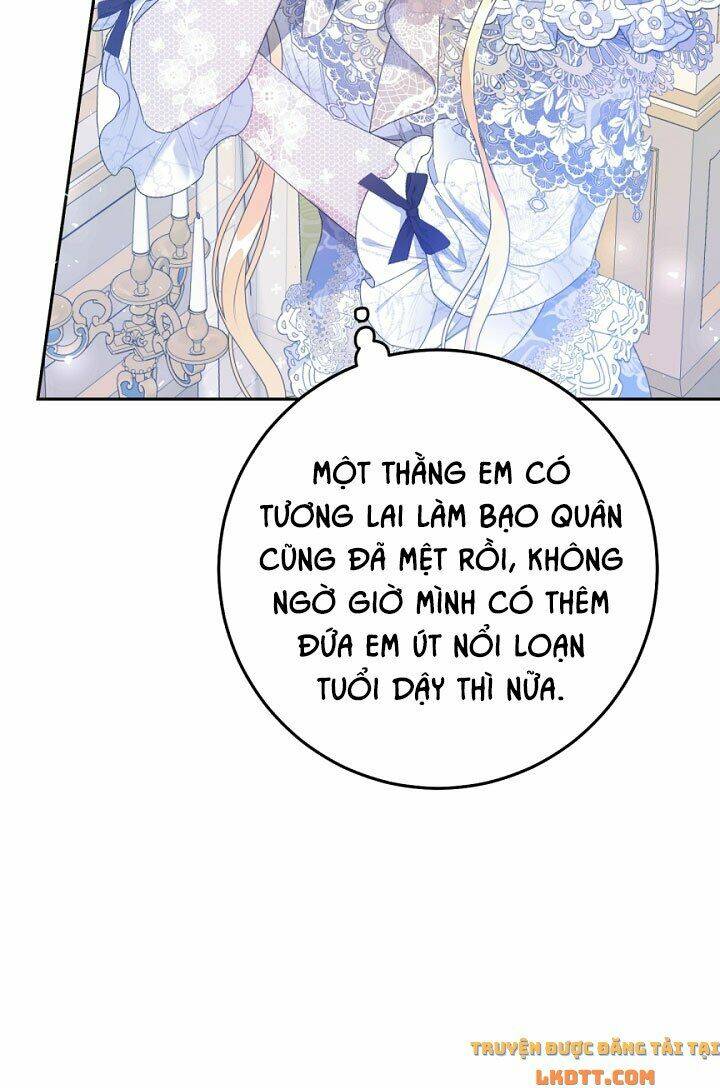 MỘT THẰNG EM CÓ
TƯƠNG LAI LÀM BẠO QUÂN
CŨNG ĐÃ MỆT RỒI, KHÔNG
NGỜ GIỜ MÌNH CÓ THÊM
ĐỨA EM ÚT NỔI LOẠN
TUỔI DẬY THÌ NỮA.
TRUYỆN ĐƯỢC ĐĂNG TẢI TẠI
LKDTT.COM